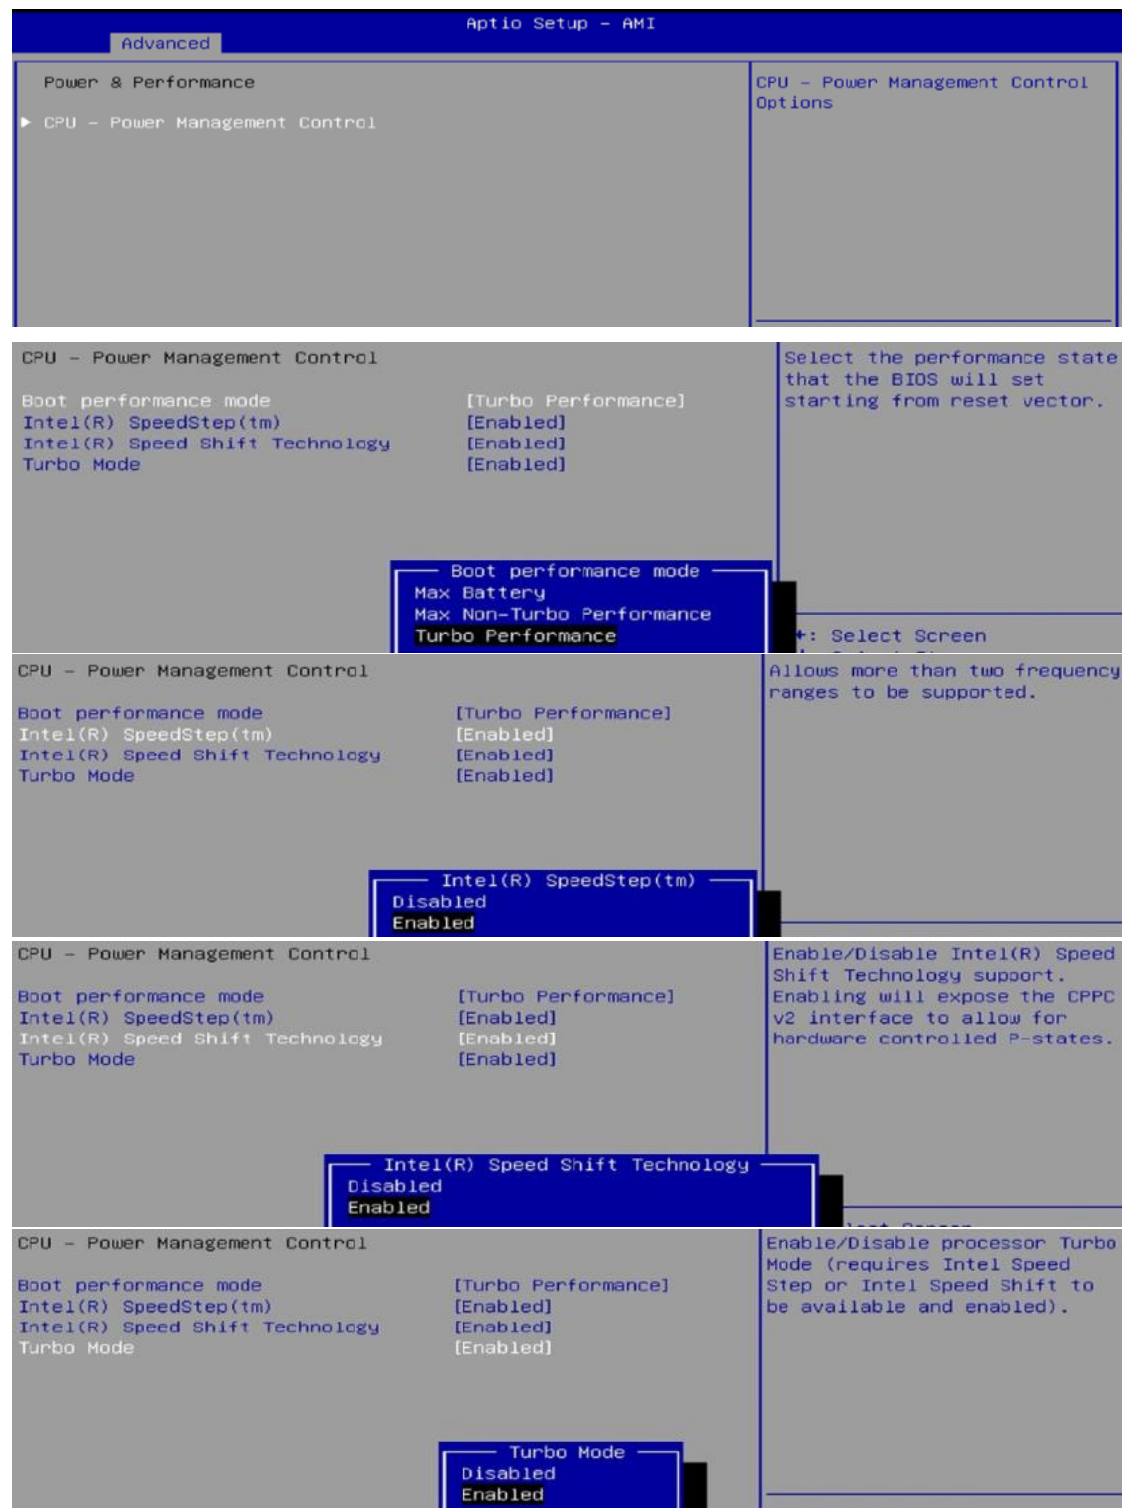 Aptio Setup – AMI
Advanced
Power & Performance
CPU – Power Management Control
CPU – Power Management Control
Options
CPU – Power Management Control
Boot performance mode [Turbo Performance]
Intel(R) SpeedStep(tm) [Enabled]
Intel(R) Speed Shift Technology [Enabled]
Turbo Mode [Enabled]
Select the performance state
that the BIOS will set
starting from reset vector.
Boot performance mode
Max Battery
Max Non-Turbo Performance
Turbo Performance
: Select Screen
CPU – Power Management Control
Boot performance mode [Turbo Performance]
Intel(R) SpeedStep(tm) [Enabled]
Intel(R) Speed Shift Technology [Enabled]
Turbo Mode [Enabled]
Allows more than two frequency
ranges to be supported.
Intel(R) SpeedStep(tm)
Disabled
Enabled
CPU – Power Management Control
Boot performance mode [Turbo Performance]
Intel(R) SpeedStep(tm) [Enabled]
Intel(R) Speed Shift Technology [Enabled]
Turbo Mode [Enabled]
Enable/Disable Intel(R) Speed
Shift Technology support.
Enabling will expose the CPPC
v2 interface to allow for
hardware controlled P-states.
Intel(R) Speed Shift Technology
Disabled
Enabled
CPU – Power Management Control
Boot performance mode [Turbo Performance]
Intel(R) SpeedStep(tm) [Enabled]
Intel(R) Speed Shift Technology [Enabled]
Turbo Mode [Enabled]
Enable/Disable processor Turbo
Mode (requires Intel Speed
Step or Intel Speed Shift to
be available and enabled).
Turbo Mode
Disabled
Enabled